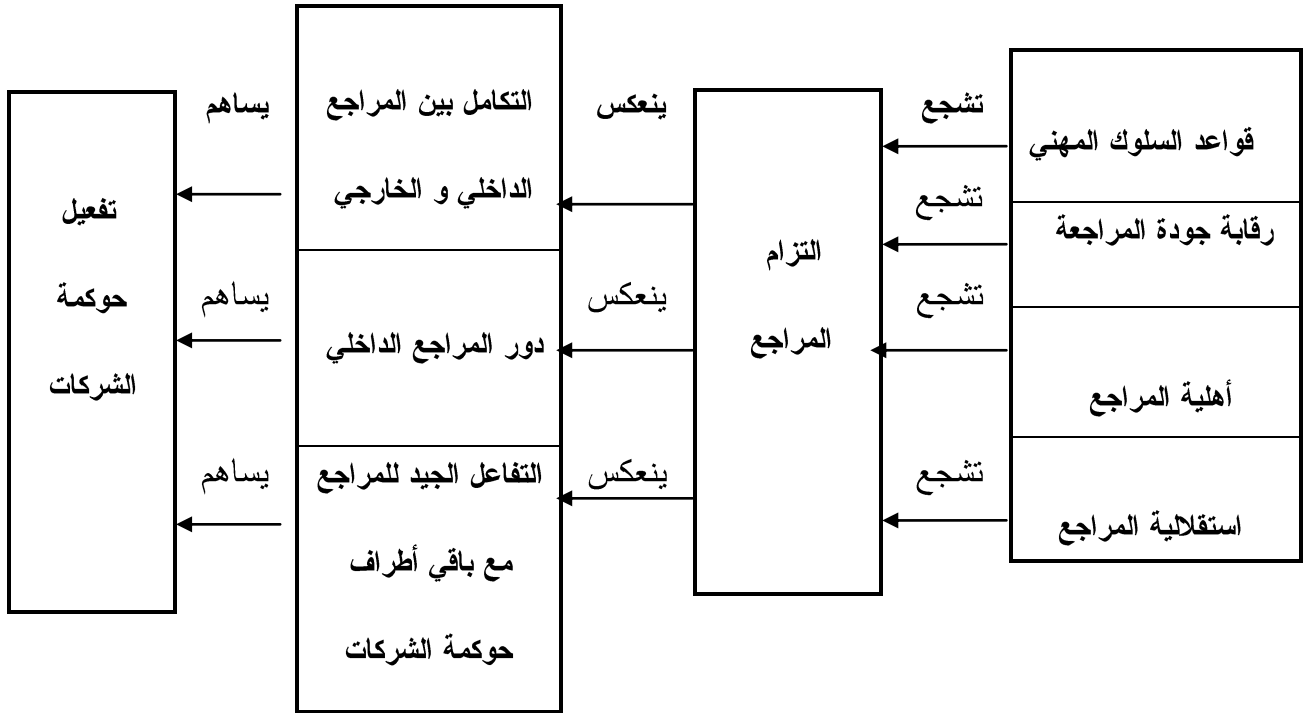 قواعد السلوك المهني
رقابة جودة المراجعة
أهلية المراجع
استقلالية المراجع
تشجع
تشجع
تشجع
تشجع
التزام
المراجع
ينعكس
ينعكس
ينعكس
التكامل بين المراجع
الداخلي و الخارجي
دور المراجع الداخلي
التفاعل الجيد للمراجع
مع باقي أطراف
حوكمة الشركات
يساهم
يساهم
يساهم
تفعيل
حوكمة
الشركات